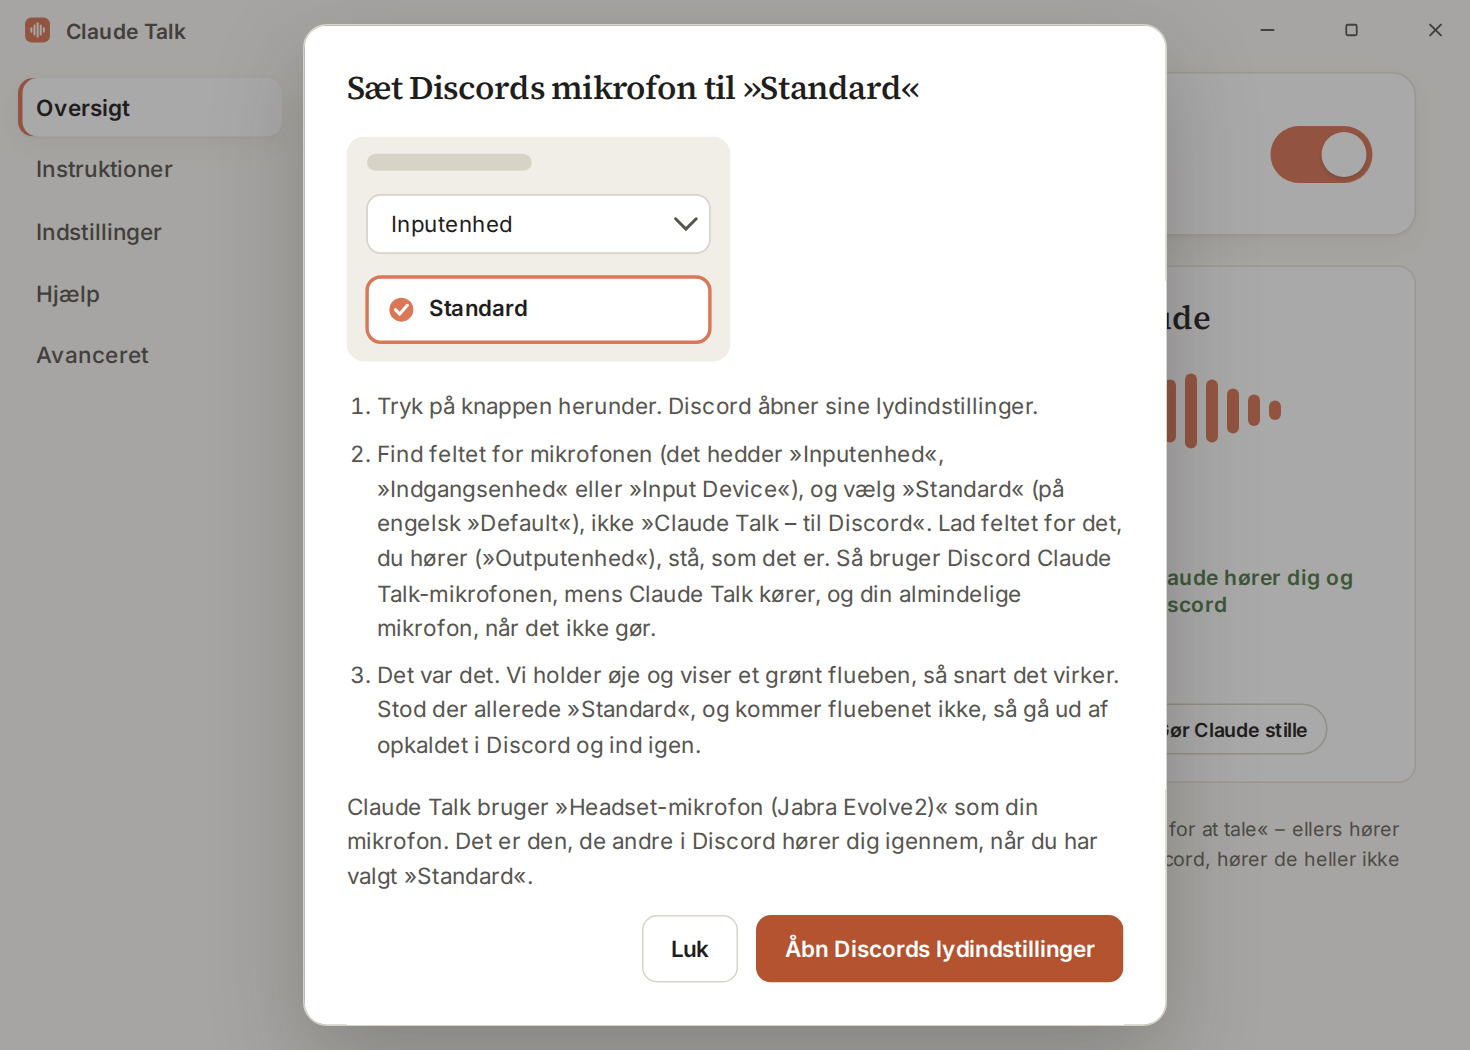 Claude Talk
Oversigt
Instruktioner
Indstillinger
Hjælp
Avanceret
Sæt Discords mikrofon til »Standard«
Inputenhed
Standard
1. Tryk på knappen herunder. Discord åbner sine lydindstillinger.
2. Find feltet for mikrofonen (det hedder »Inputenhed«,
»Indgangsenhed« eller »Input Device«), og vælg »Standard« (på
engelsk »Default«), ikke »Claude Talk – til Discord«. Lad feltet for det,
du hører (»Outputenhed«), stå, som det er. Så bruger Discord Claude
Talk-mikrofonen, mens Claude Talk kører, og din almindelige
mikrofon, når det ikke gør.
3. Det var det. Vi holder øje og viser et grønt flueben, så snart det virker.
Stod der allerede »Standard«, og kommer fluebenet ikke, så gå ud af
opkaldet i Discord og ind igen.
Claude Talk bruger »Headset-mikrofon (Jabra Evolve2)« som din
mikrofon. Det er den, de andre i Discord hører dig igennem, når du har
valgt »Standard«.
Luk
Åbn Discords lydindstillinger
hører dig og
Claude stille
for at tale« – ellers hører
hører de heller ikke